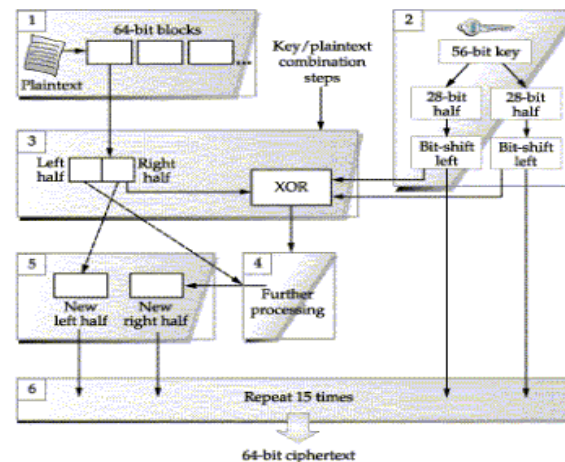 1
64-bit blocks
...
Plaintext
Key/plaintext
combination
steps
2
56-bit key
28-bit
half
28-bit
half
Bit-shift
left
Bit-shift
left
3
Left
half
Right
half
XOR
4
Further
processing
5
New
left half
New
right half
6
Repeat 15 times
64-bit ciphertext